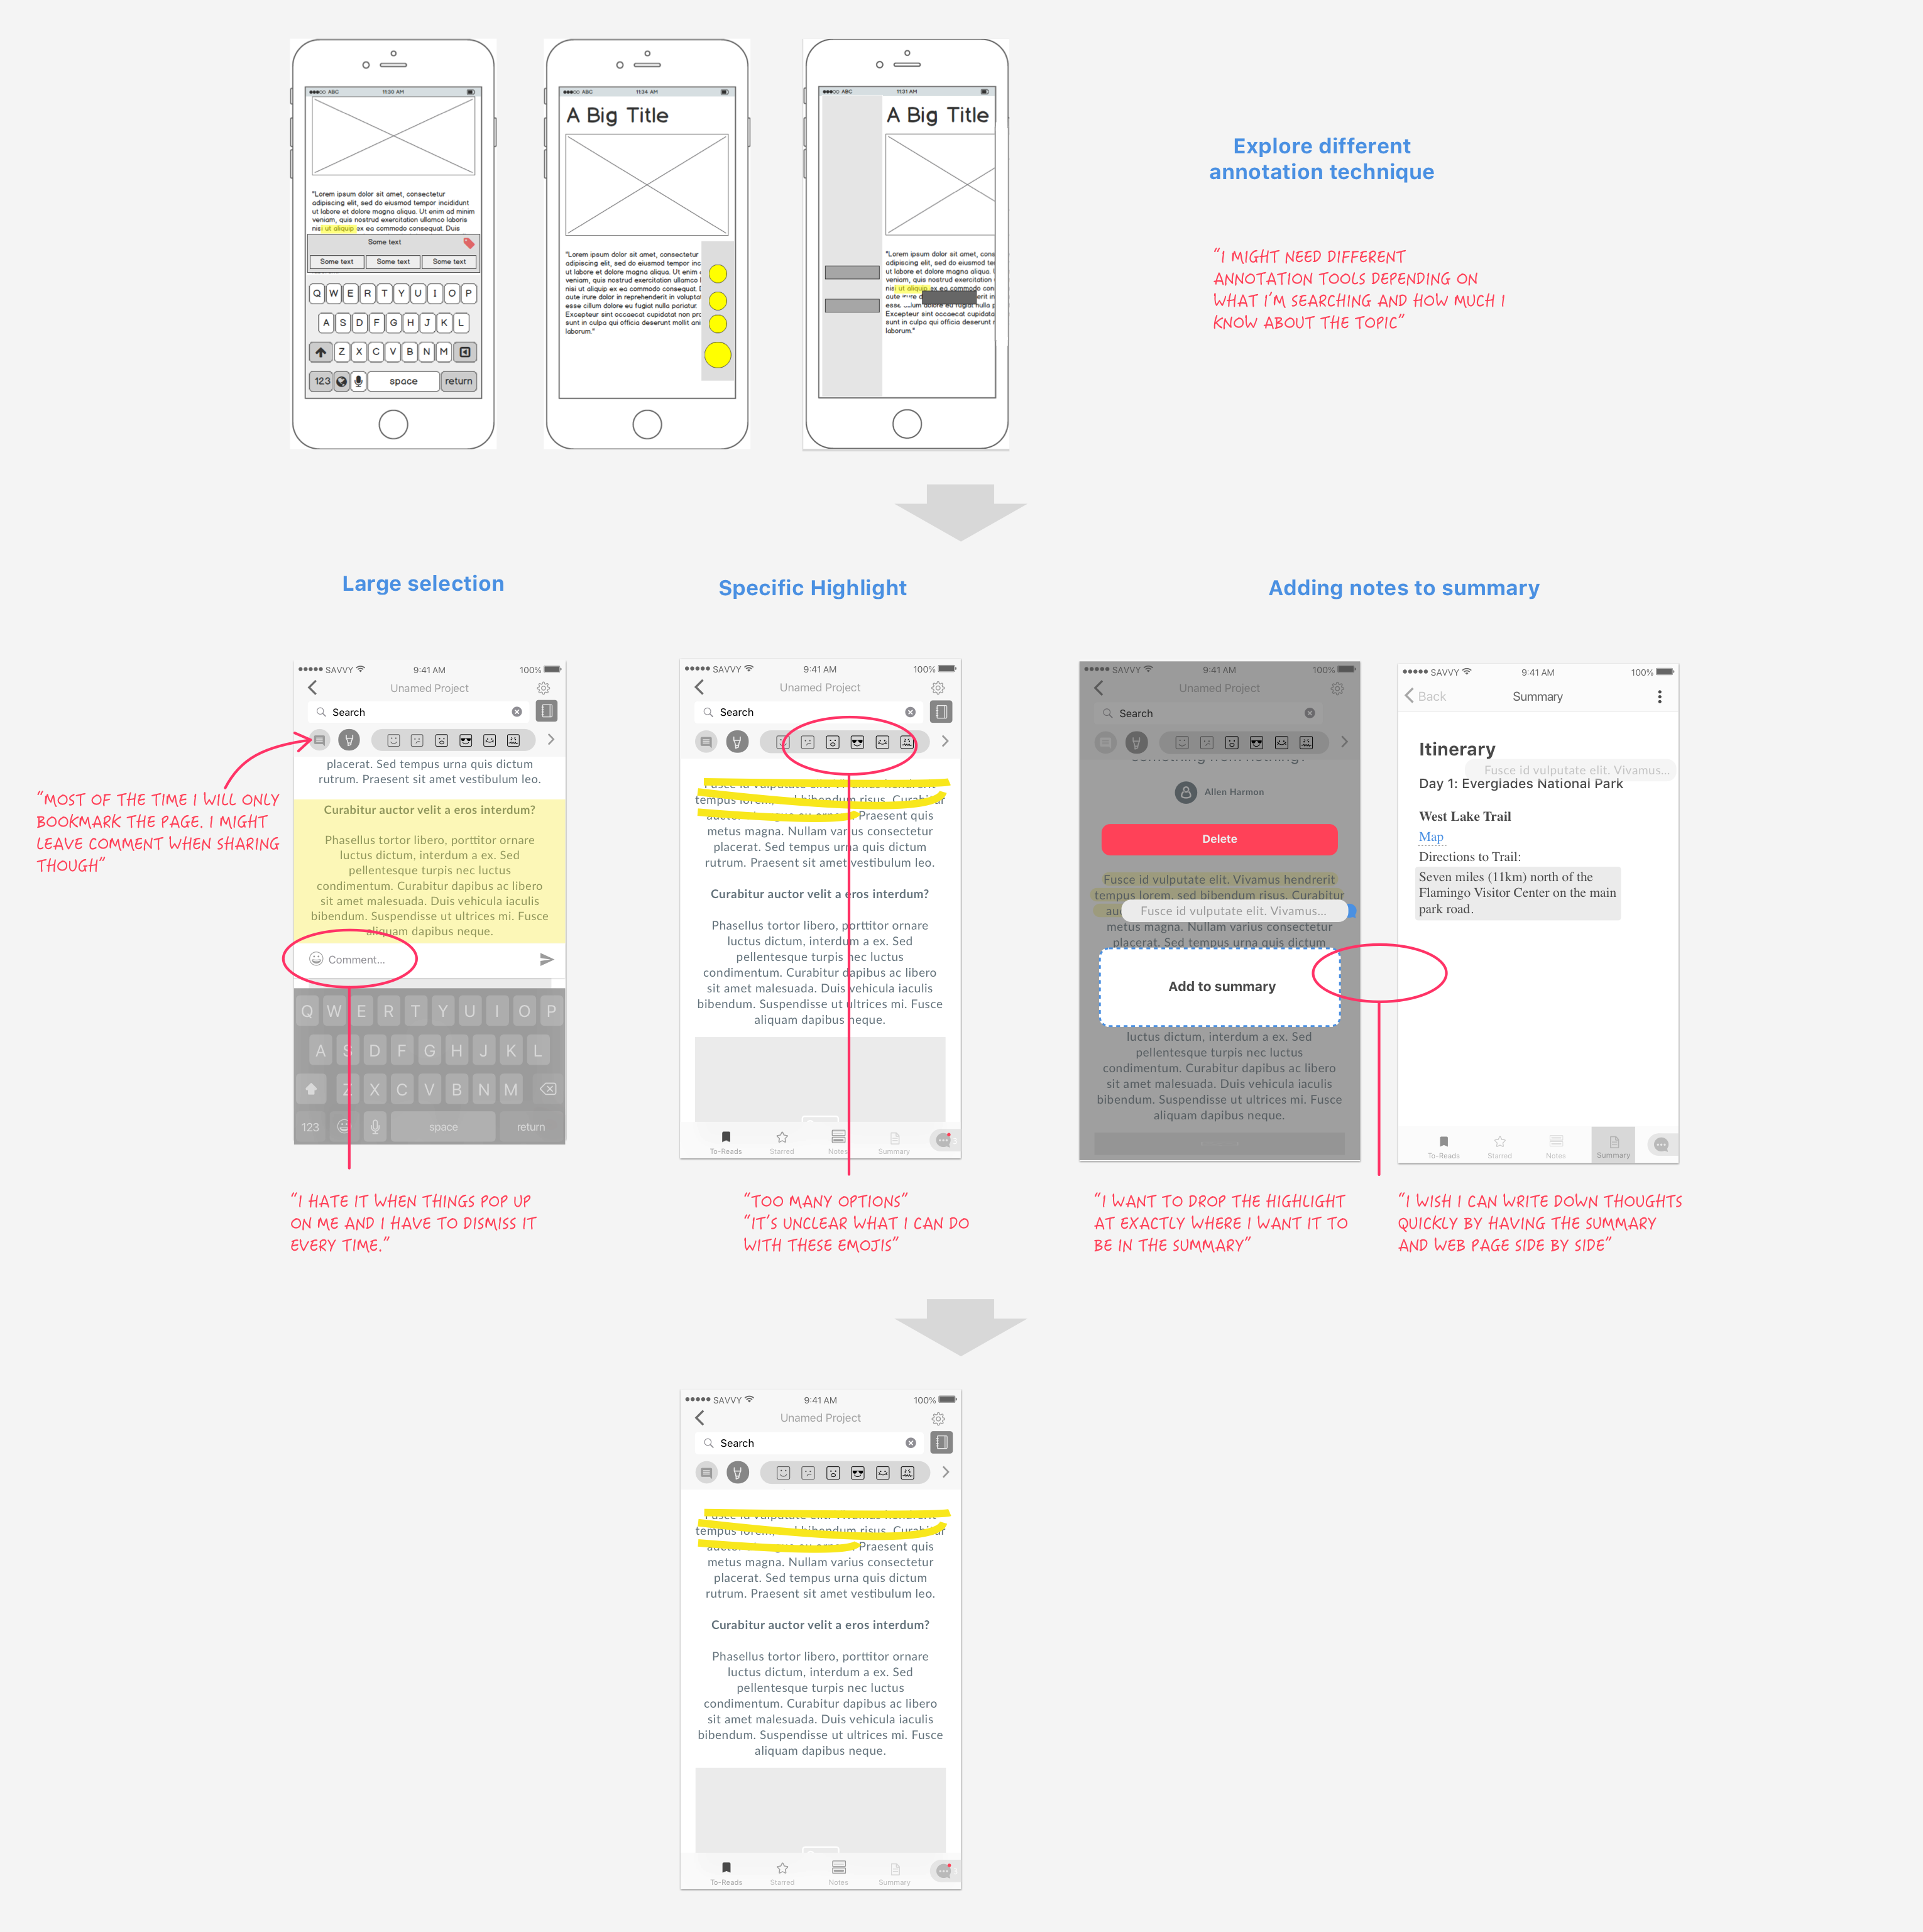 ABC 11:30 AM
"Lorem ipsum dolor sit amet, consectetur
adipiscing elit, sed do eiusmod tempor incididunt
ut labore et dolore magna aliqua. Ut enim ad minim
veniam, quis nostrud exercitation ullamco laboris
nisi ut aliquip ex ea commodo consequat. Duis
Some text
Some text Some text Some text
Q W E R T Y U I O P
A S D F G H J K L
Z X C V B N M
123 space return
ABC 11:34 AM
A Big Title
"Lorem ipsum dolor sit amet, consectetur
adipiscing elit, sed do eiusmod tempor inc
ut labore et dolore magna aliqua. Ut enim
veniam, quis nostrud exercitation ullamco l
nisi ut aliquip ex ea commodo consequat. D
aute irure dolor in reprehenderit in voluptat
esse cillum dolore eu fugiat nulla pariatur.
Excepteur sint occaecat cupidatat non pro
sunt in culpa qui officia deserunt mollit ani
laborum."
ABC 11:31 AM
A Big Title
"Lorem ipsum dolor sit amet,
adipiscing elit, sed do eiusmod te
ut labore et dolore magna aliqua.
veniam, quis nostrud exercitation
nisi ut aliquip ex ea commodo con
aute erit in
dolore eu fugiat nulla p
Excepteur sint occaecat cupidata
sunt in culpa qui officia deserunt
laborum."
Explore different
annotation technique
"I MIGHT NEED DIFFERENT
ANNOTATION TOOLS DEPENDING ON
WHAT I'M SEARCHING AND HOW MUCH I
KNOW ABOUT THE TOPIC"
Large selection
SAVVY 9:41 AM 100%
Unamed Project
Search
placerat. Sed tempus urna quis dictum
rutrum. Praesent sit amet vestibulum leo.
Curabitur auctor velit a eros interdum?
Phasellus tortor libero, porttitor ornare
luctus dictum, interdum a ex. Sed
pellentesque turpis nec luctus
condimentum. Curabitur dapibus ac libero
sit amet malesuada. Duis vehicula iaculis
bibendum. Suspendisse ut ultrices mi. Fusce
aliquam dapibus neque.
Comment...
Q W E R T Y U I O P
A S D F G H J K L
Z X C V B N M
123 space return
"MOST OF THE TIME I WILL ONLY
BOOKMARK THE PAGE. I MIGHT
LEAVE COMMENT WHEN SHARING
THOUGH"
"I HATE IT WHEN THINGS POP UP
ON ME AND I HAVE TO DISMISS IT
EVERY TIME."
Specific Highlight
SAVVY 9:41 AM 100%
Unamed Project
Search
Fusce id vulputate elit. Vivamus hendrerit
tempus lorem, sed bibendum risus. Curabitur
Praesent quis
metus magna. Nullam varius consectetur
placerat. Sed tempus urna quis dictum
rutrum. Praesent sit amet vestibulum leo.
Curabitur auctor velit a eros interdum?
Phasellus tortor libero, porttitor ornare
luctus dictum, interdum a ex. Sed
pellentesque turpis nec luctus
condimentum. Curabitur dapibus ac libero
sit amet malesuada. Duis vehicula iaculis
bibendum. Suspendisse ut ultrices mi. Fusce
aliquam dapibus neque.
To-Reads Starred Notes Summary
"TOO MANY OPTIONS"
"IT'S UNCLEAR WHAT I CAN DO
WITH THESE EMOJIS"
Adding notes to summary
SAVVY 9:41 AM 100%
Unamed Project
Search
something from nothing?
Allen Harmon
Delete
Fusce id vulputate elit. Vivamus hendrerit
tempus lorem, sed bibendum risus. Curabitur
Fusce id vulputate elit. Vivamus...
metus magna. Nullam varius consectetur
placerat. Sed tempus urna quis dictum
Add to summary
luctus dictum, interdum a ex. Sed
pellentesque turpis nec luctus
condimentum. Curabitur dapibus ac libero
sit amet malesuada. Duis vehicula iaculis
bibendum. Suspendisse ut ultrices mi. Fusce
aliquam dapibus neque.
"I WANT TO DROP THE HIGHLIGHT
AT EXACTLY WHERE I WANT IT TO
BE IN THE SUMMARY"
SAVVY 9:41 AM 100%
Back Summary
Itinerary
Fusce id vulputate elit. Vivamus...
Day 1: Everglades National Park
West Lake Trail
Map
Directions to Trail:
Seven miles (11km) north of the
Flamingo Visitor Center on the main
park road.
To-Reads Starred Notes Summary
"I WISH I CAN WRITE DOWN THOUGHTS
QUICKLY BY HAVING THE SUMMARY
AND WEB PAGE SIDE BY SIDE"
SAVVY 9:41 AM 100%
Unamed Project
Search
Fusce id vulputate elit. Vivamus hendrerit
tempus lorem, sed bibendum risus. Curabitur
Praesent quis
metus magna. Nullam varius consectetur
placerat. Sed tempus urna quis dictum
rutrum. Praesent sit amet vestibulum leo.
Curabitur auctor velit a eros interdum?
Phasellus tortor libero, porttitor ornare
luctus dictum, interdum a ex. Sed
pellentesque turpis nec luctus
condimentum. Curabitur dapibus ac libero
sit amet malesuada. Duis vehicula iaculis
bibendum. Suspendisse ut ultrices mi. Fusce
aliquam dapibus neque.
To-Reads Starred Notes Summary